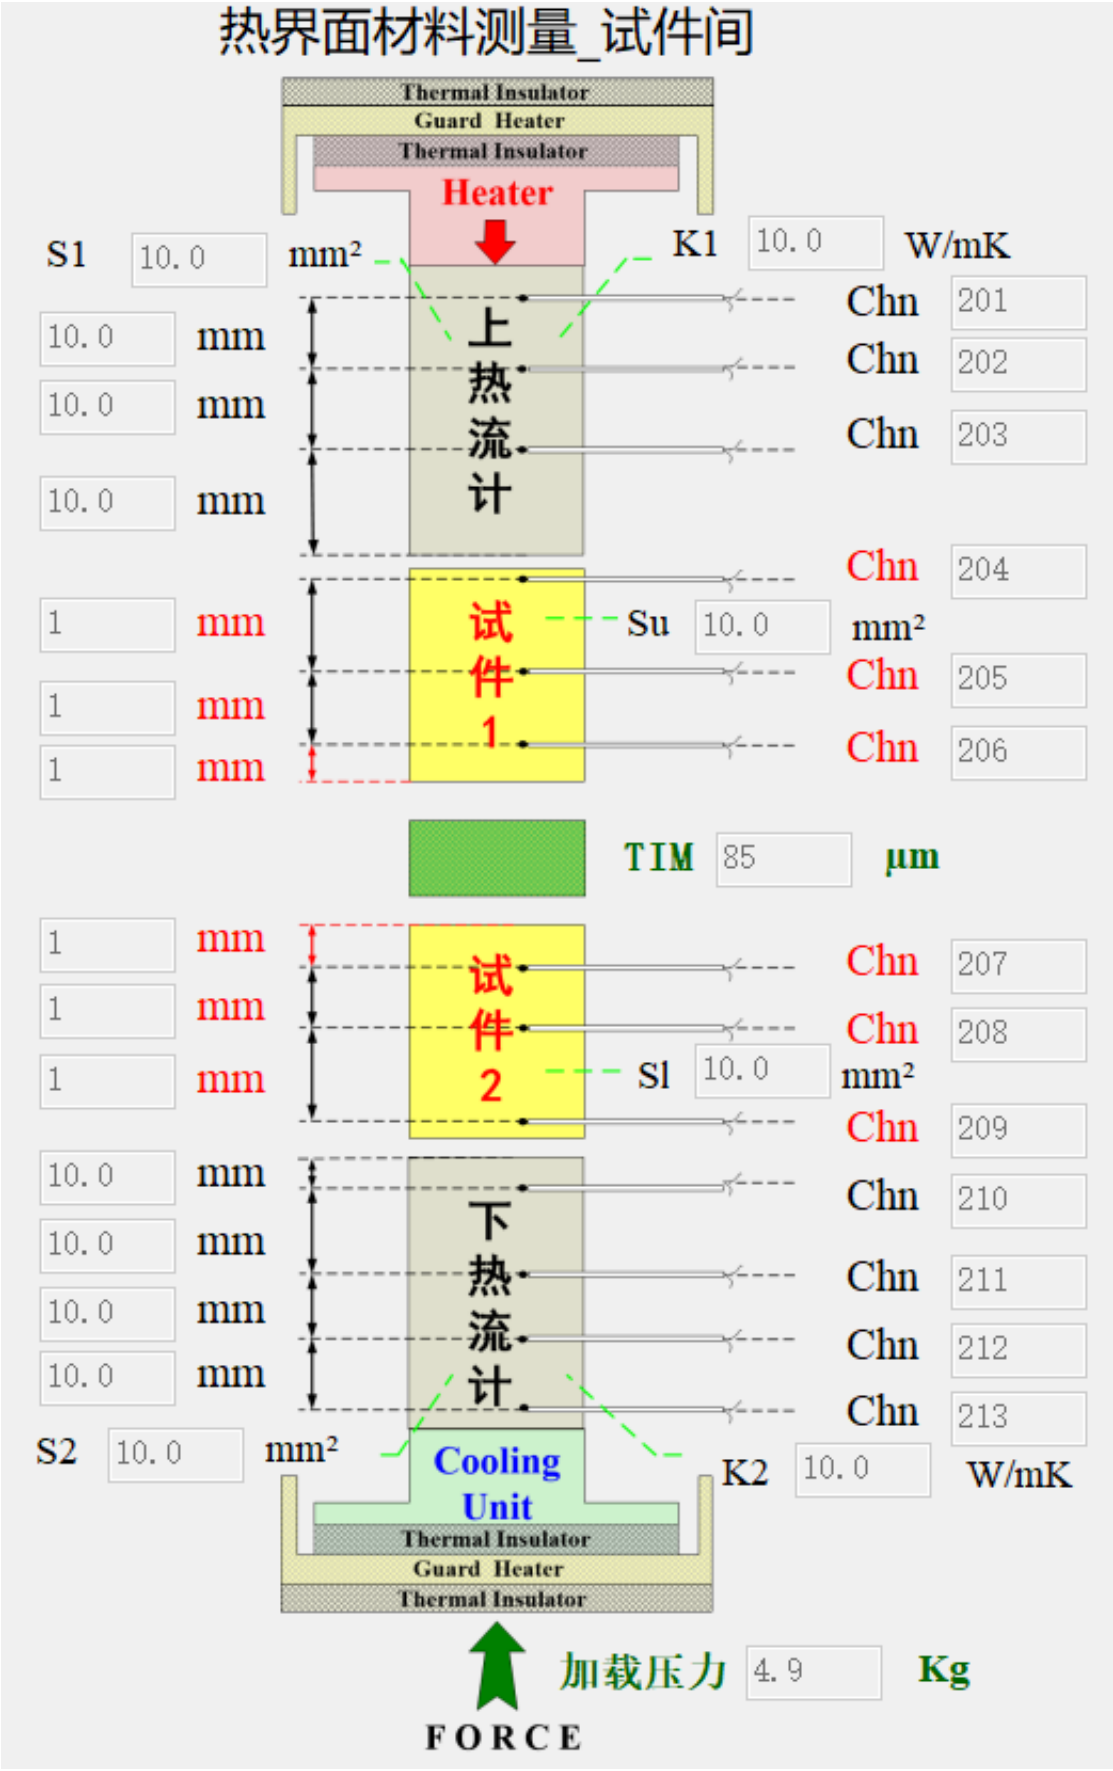 热界面材料测量_试件间
Thermal Insulator
Guard Heater
Thermal Insulator
Heater
S1 10.0 mm² K1 10.0 W/mK
Chn 201
10.0 mm
Chn 202
10.0 mm
Chn 203
10.0 mm
上热流计
Chn 204
1 mm
试件1
Su 10.0 mm²
Chn 205
1 mm
Chn 206
1 mm
TIM 85 μm
1 mm
Chn 207
1 mm
Chn 208
试件2
1 mm
Sl 10.0 mm²
Chn 209
10.0 mm
Chn 210
10.0 mm
下热流计
Chn 211
10.0 mm
Chn 212
10.0 mm
Chn 213
S2 10.0 mm² K2 10.0 W/mK
Cooling
Unit
Thermal Insulator
Guard Heater
Thermal Insulator
加载压力 4.9 Kg
FORCE